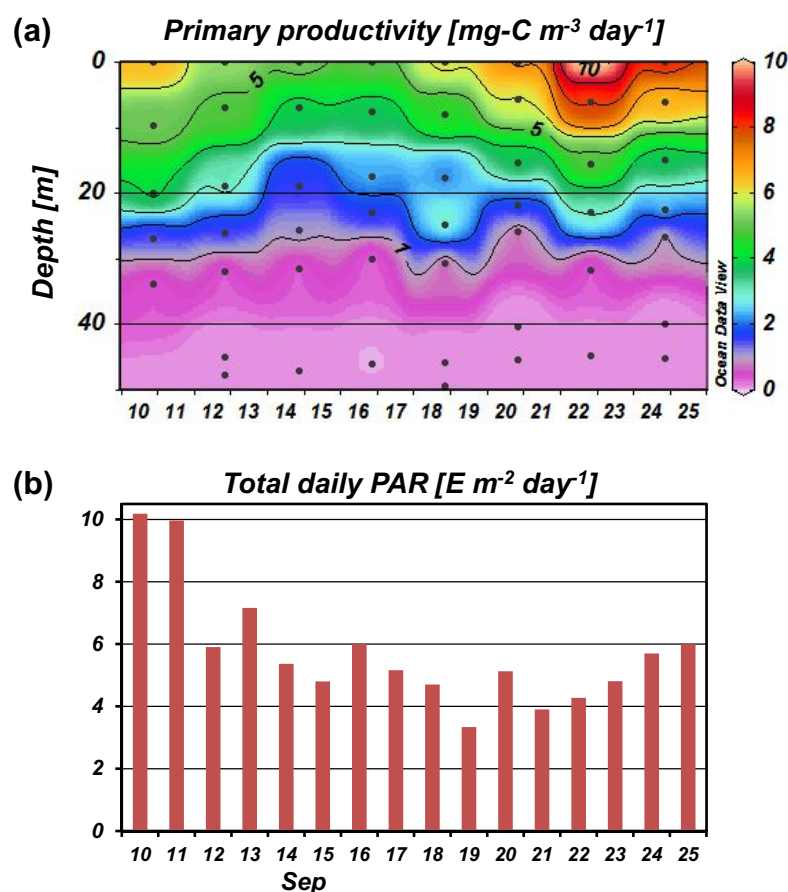 (a) Primary productivity [mg-C m-3 day-1]
0
20
40
Depth [m]
5
10
5
1
10
8
6
4
2
0
Ocean Data View
10 11 12 13 14 15 16 17 18 19 20 21 22 23 24 25
(b) Total daily PAR [E m-2 day-1]
10
8
6
4
2
0
10 11 12 13 14 15 16 17 18 19 20 21 22 23 24 25
Sep